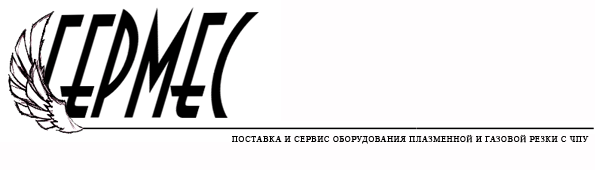 ГЕРМЕС
ПОСТАВКА И СЕРВИС ОБОРУДОВАНИЯ ПЛАЗМЕННОЙ И ГАЗОВОЙ РЕЗКИ С ЧПУ